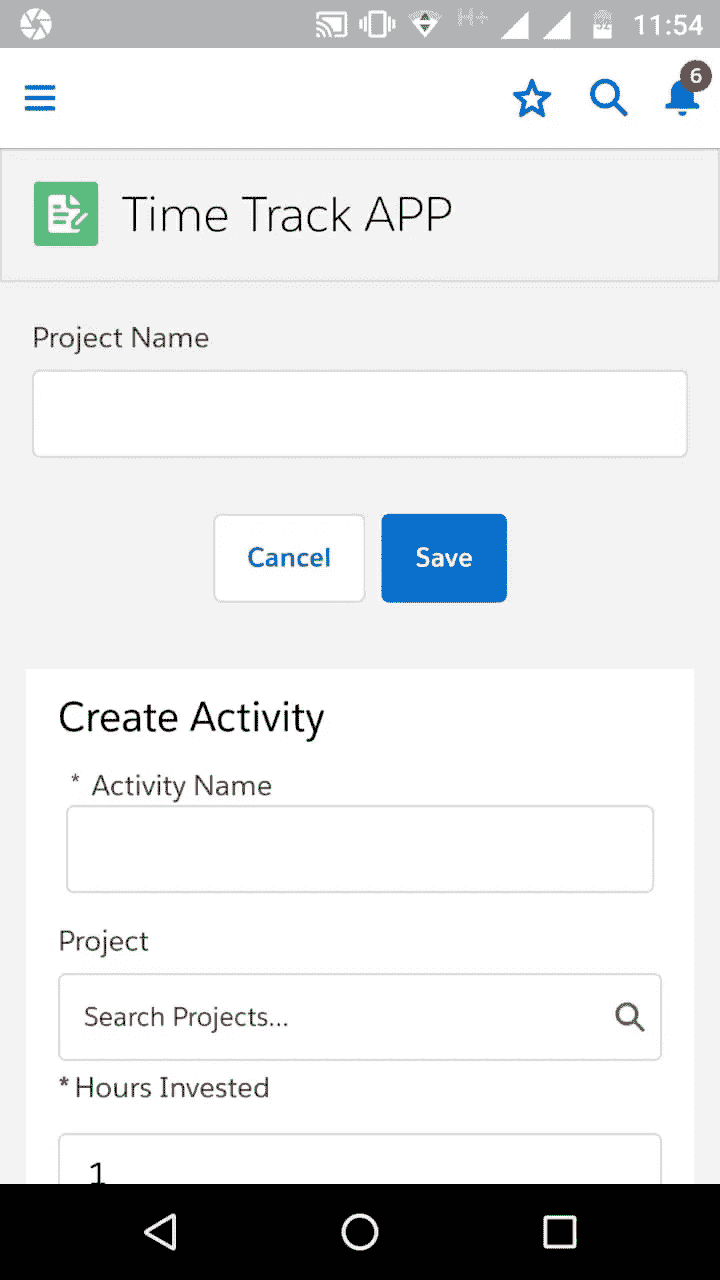 H+ 11:54
6
Time Track APP
Project Name
Cancel Save
Create Activity
* Activity Name
Project
Search Projects...
* Hours Invested
1